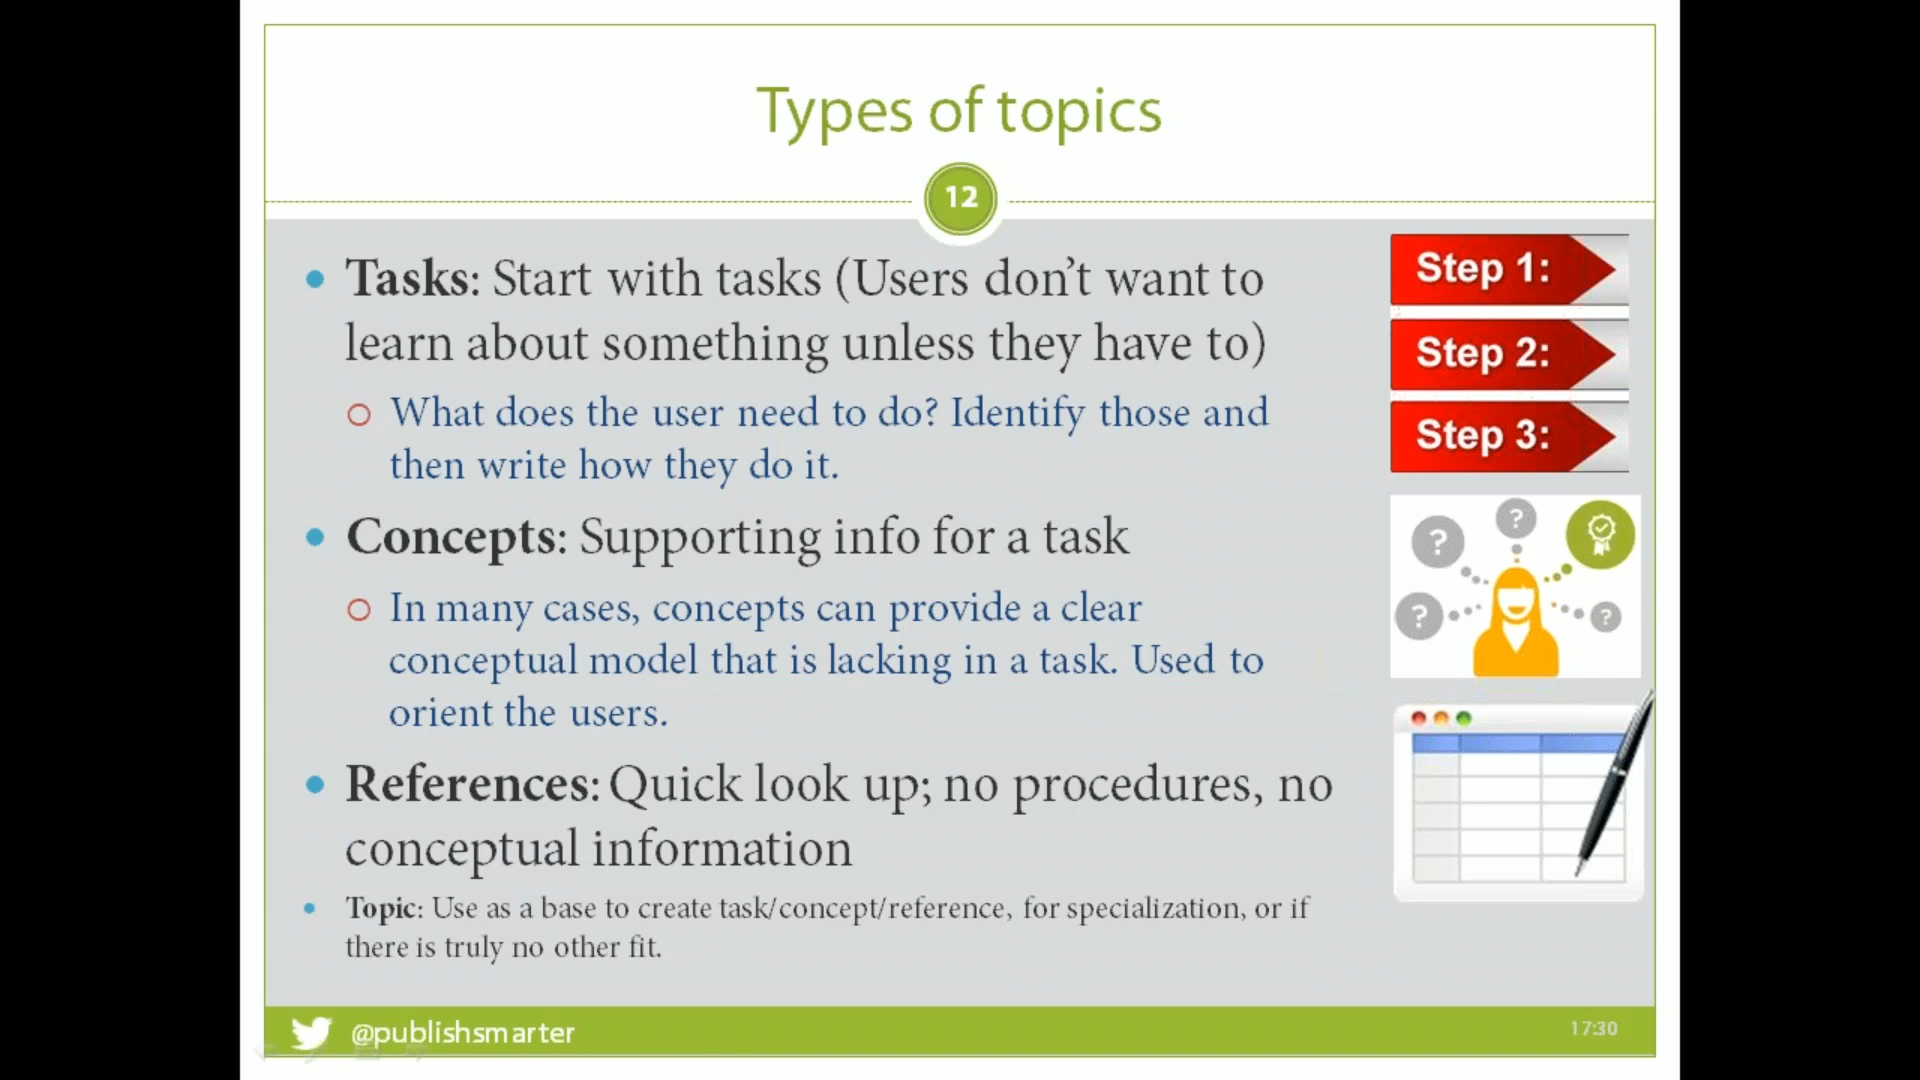 Types of topics
12
Tasks: Start with tasks (Users don’t want to
learn about something unless they have to)
What does the user need to do? Identify those and
then write how they do it.
Concepts: Supporting info for a task
In many cases, concepts can provide a clear
conceptual model that is lacking in a task. Used to
orient the users.
References: Quick look up; no procedures, no
conceptual information
Topic: Use as a base to create task/concept/reference, for specialization, or if
there is truly no other fit.
Step 1:
Step 2:
Step 3:
?
?
?
?
@publishsmarter
17:30